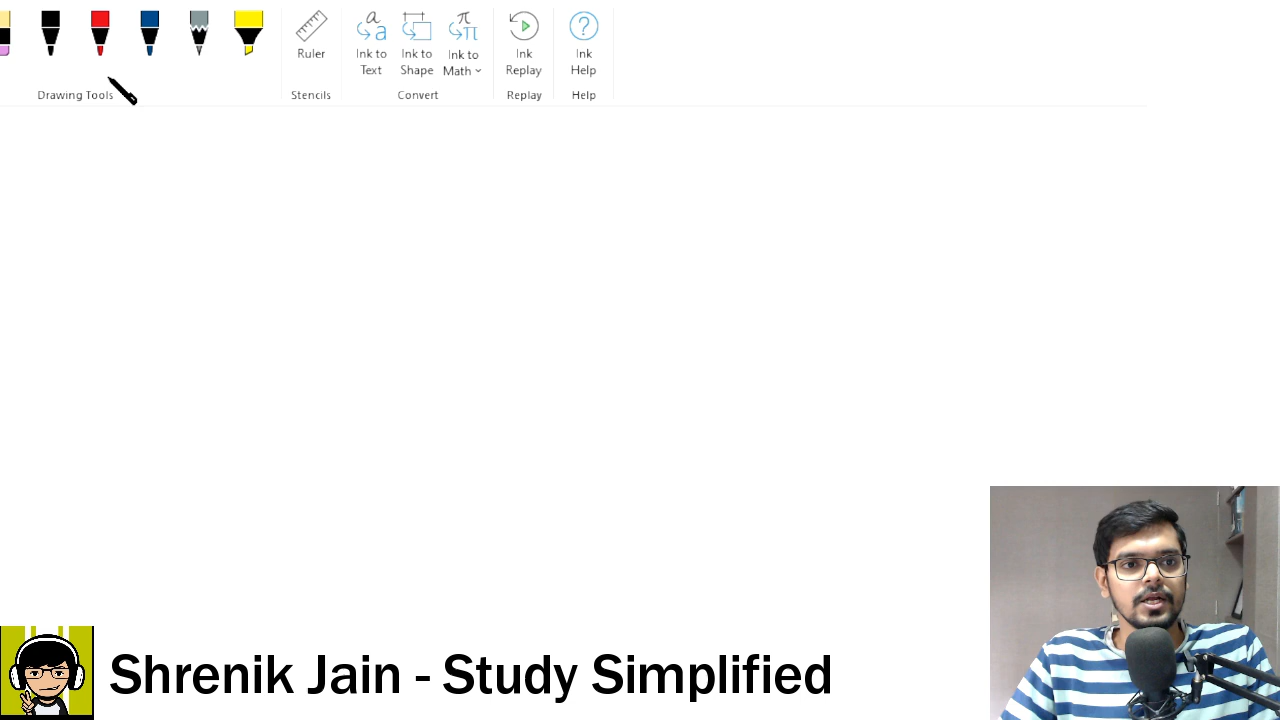 Ruler
Ink to Text
Ink to Shape
Ink to Math
Ink Replay
Ink Help
Drawing Tools
Stencils
Convert
Replay
Help
Shrenik Jain - Study Simplified